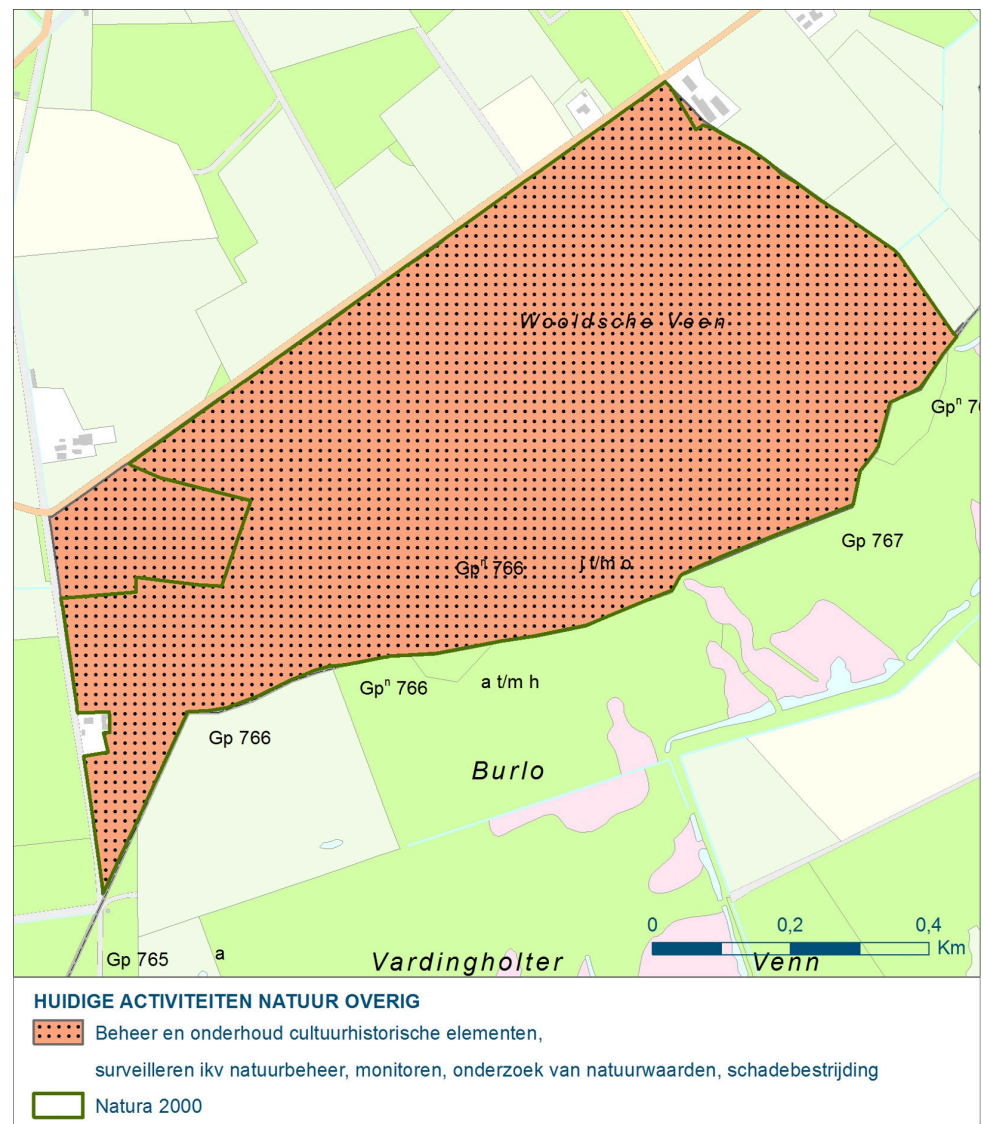 Wooldsche Veen
Gpⁿ 76
Gp 767
Gpⁿ 766
j t/m o
Gpⁿ 766
a t/m h
Gp 766
Burlo
0 0,2 0,4
Km
Gp 765
a
Vardingholter Venn
HUIDIGE ACTIVITEITEN NATUUR OVERIG
Beheer en onderhoud cultuurhistorische elementen,
surveilleren ikv natuurbeheer, monitoren, onderzoek van natuurwaarden, schadebestrijding
Natura 2000